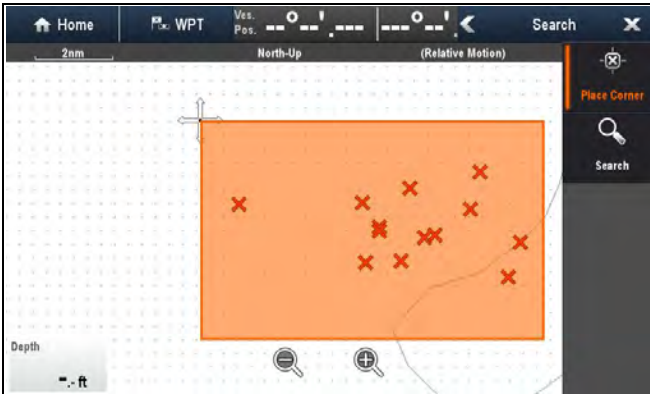 Home
WPT
Ves. Pos. --°--'.--- ---°--'.
Search
X
2nm
North-Up
(Relative Motion)
Place Corner
Search
Depth
-.- ft